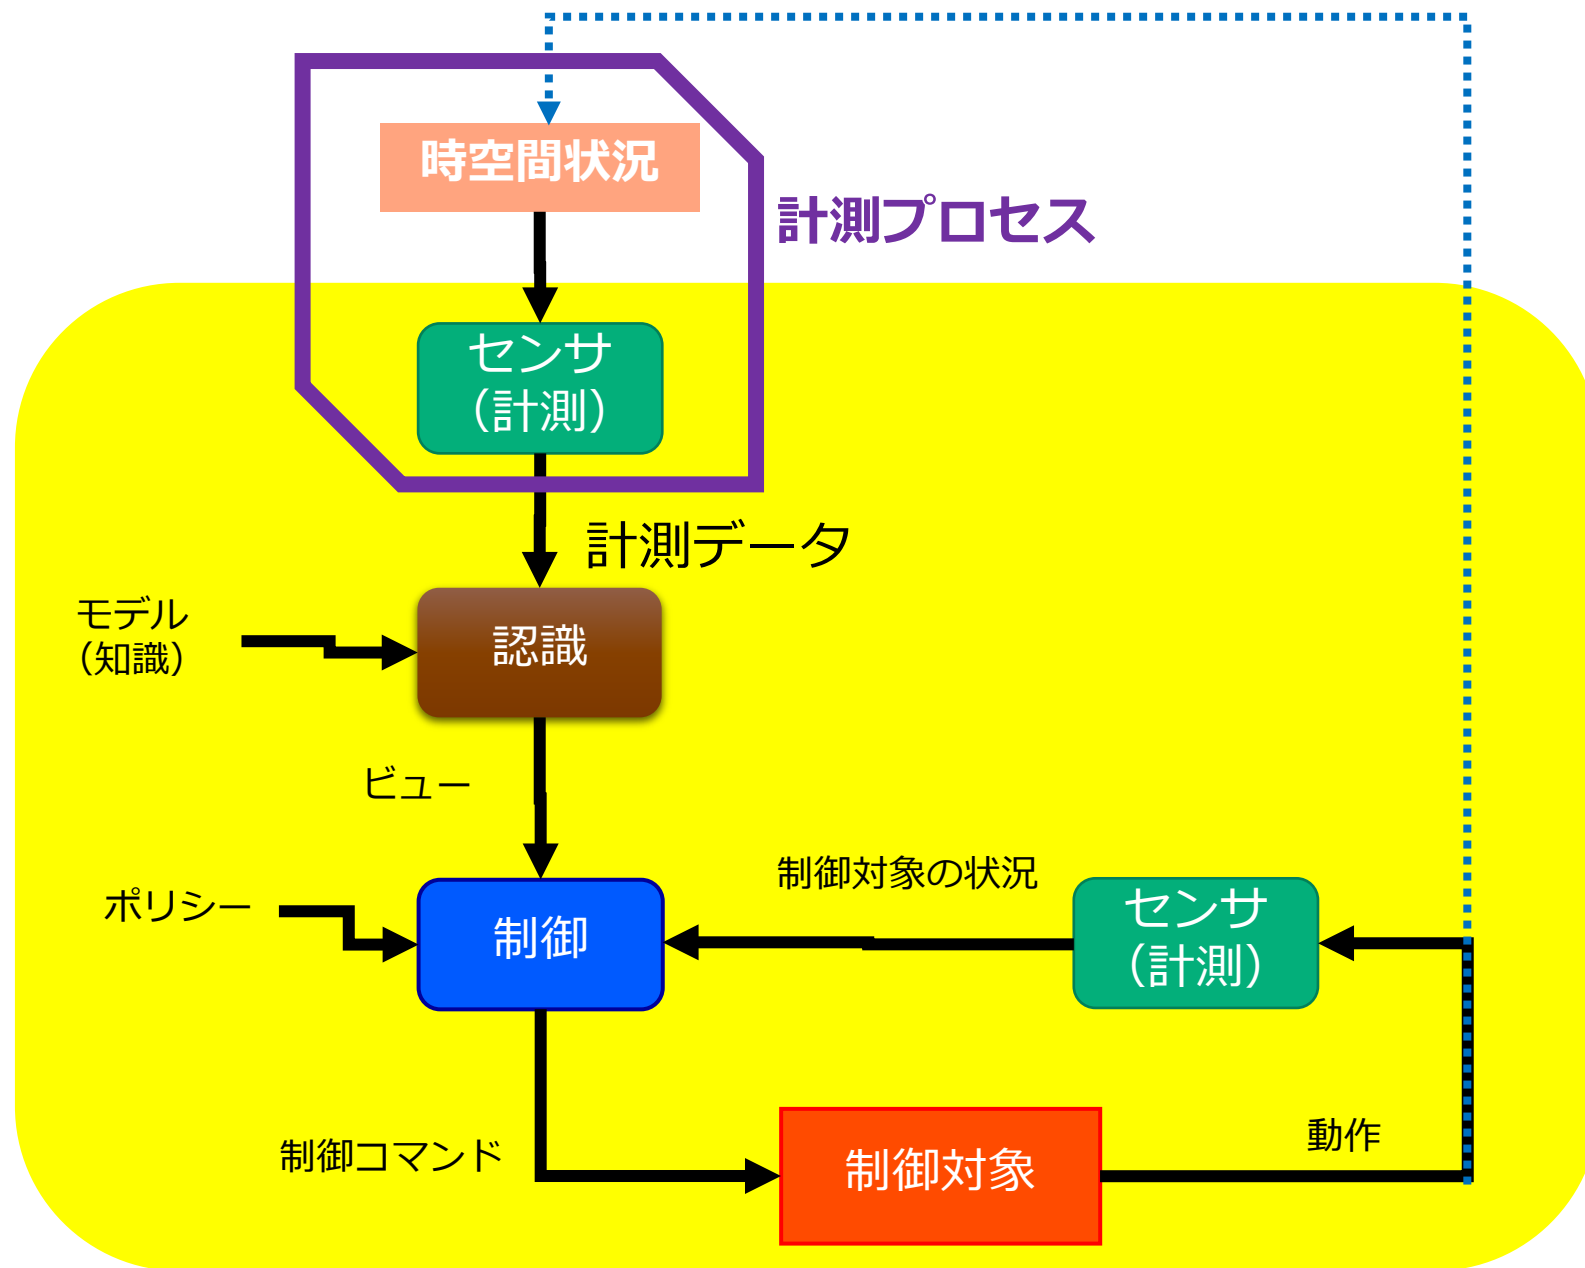 時空間状況
計測プロセス
センサ
（計測）
計測データ
モデル
（知識）
認識
ビュー
制御対象の状況
センサ
（計測）
ポリシー
制御
動作
制御コマンド
制御対象